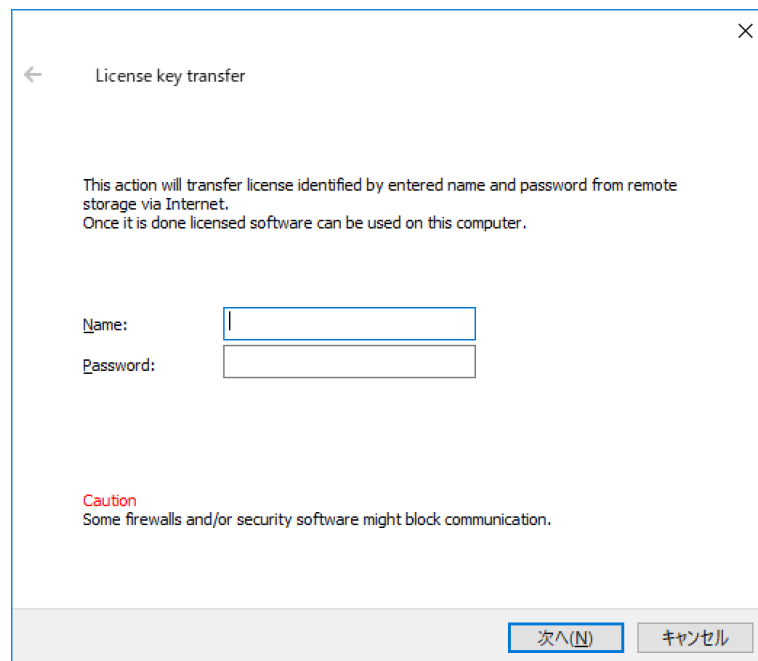 License key transfer
This action will transfer license identified by entered name and password from remote
storage via Internet.
Once it is done licensed software can be used on this computer.
Name:
Password:
Caution
Some firewalls and/or security software might block communication.
次へ(N)
キャンセル